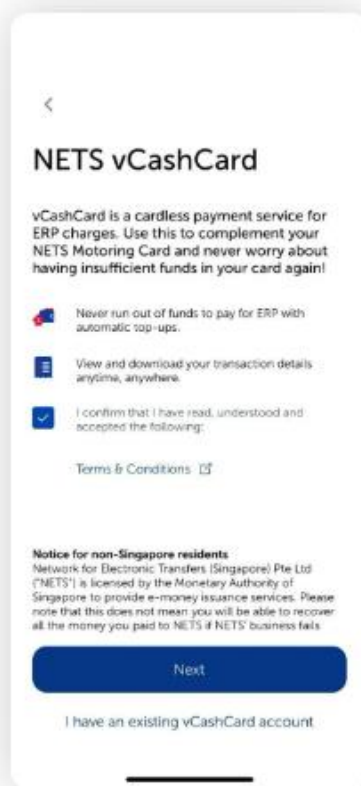 NETS vCashCard
vCashCard is a cardless payment service for
ERP charges. Use this to complement your
NETS Motoring Card and never worry about
having insufficient funds in your card again!
Never run out of funds to pay for ERP with
automatic top-ups.
View and download your transaction details
anytime, anywhere.
I confirm that I have read, understood and
accepted the following:
Terms & Conditions
Notice for non-Singapore residents
Network for Electronic Transfers (Singapore) Pte Ltd
("NETS") is licensed by the Monetary Authority of
Singapore to provide e-money issuance services. Please
note that this does not mean you will be able to recover
all the money you paid to NETS if NETS' business fails
Next
I have an existing vCashCard account